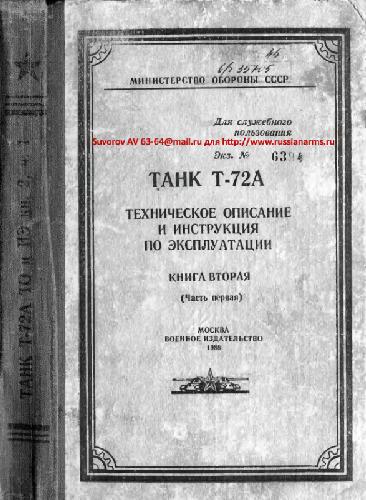 МИНИСТЕРСТВО ОБОРОНЫ СССР
Для служебного
пользования
Suvorov AV 63-64@mail.ru для http://www.russianarms.ru
Экз. № 6394
ТАНК Т-72А
ТЕХНИЧЕСКОЕ ОПИСАНИЕ
И ИНСТРУКЦИЯ
ПО ЭКСПЛУАТАЦИИ
КНИГА ВТОРАЯ
(Часть первая)
МОСКВА
ВОЕННОЕ ИЗДАТЕЛЬСТВО
ТАНК Т-72А ТО и ИЭ кн. 2, ч. 1